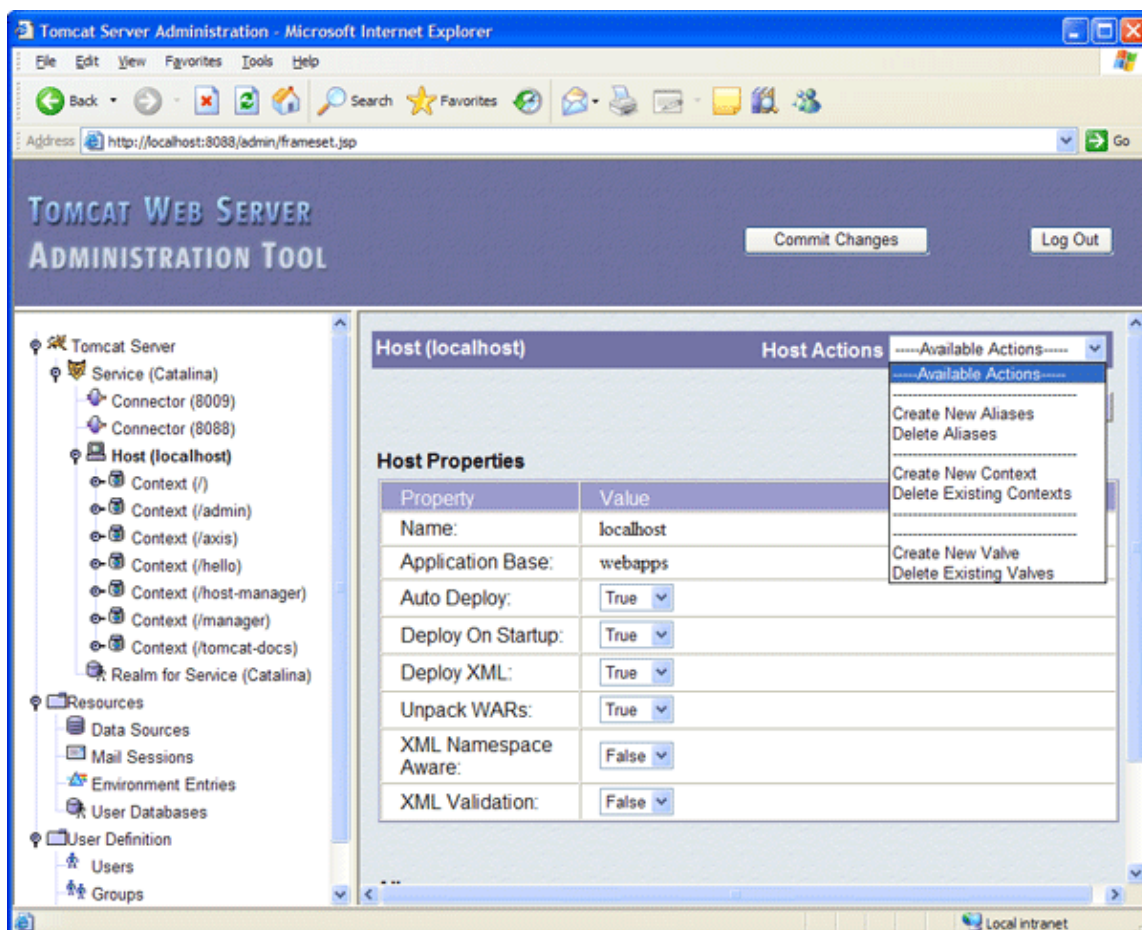 Tomcat Server Administration - Microsoft Internet Explorer
File Edit View Favorites Tools Help
Back Search Favorites
Address http://localhost:8088/admin/frameset.jsp Go
TOMCAT WEB SERVER
ADMINISTRATION TOOL
Commit Changes Log Out
Tomcat Server
Service (Catalina)
Connector (8009)
Connector (8088)
Host (localhost)
Context (/)
Context (/admin)
Context (/axis)
Context (/hello)
Context (/host-manager)
Context (/manager)
Context (/tomcat-docs)
Realm for Service (Catalina)
Resources
Data Sources
Mail Sessions
Environment Entries
User Databases
User Definition
Users
Groups
Host (localhost) Host Actions -----Available Actions-----
-----Available Actions-----
---------------------------------
Create New Aliases
Delete Aliases
---------------------------------
Create New Context
Delete Existing Contexts
---------------------------------
---------------------------------
Create New Valve
Delete Existing Valves
Host Properties
Property Value
Name: localhost
Application Base: webapps
Auto Deploy: True
Deploy On Startup: True
Deploy XML: True
Unpack WARs: True
XML Namespace
Aware: False
XML Validation: False
Local intranet